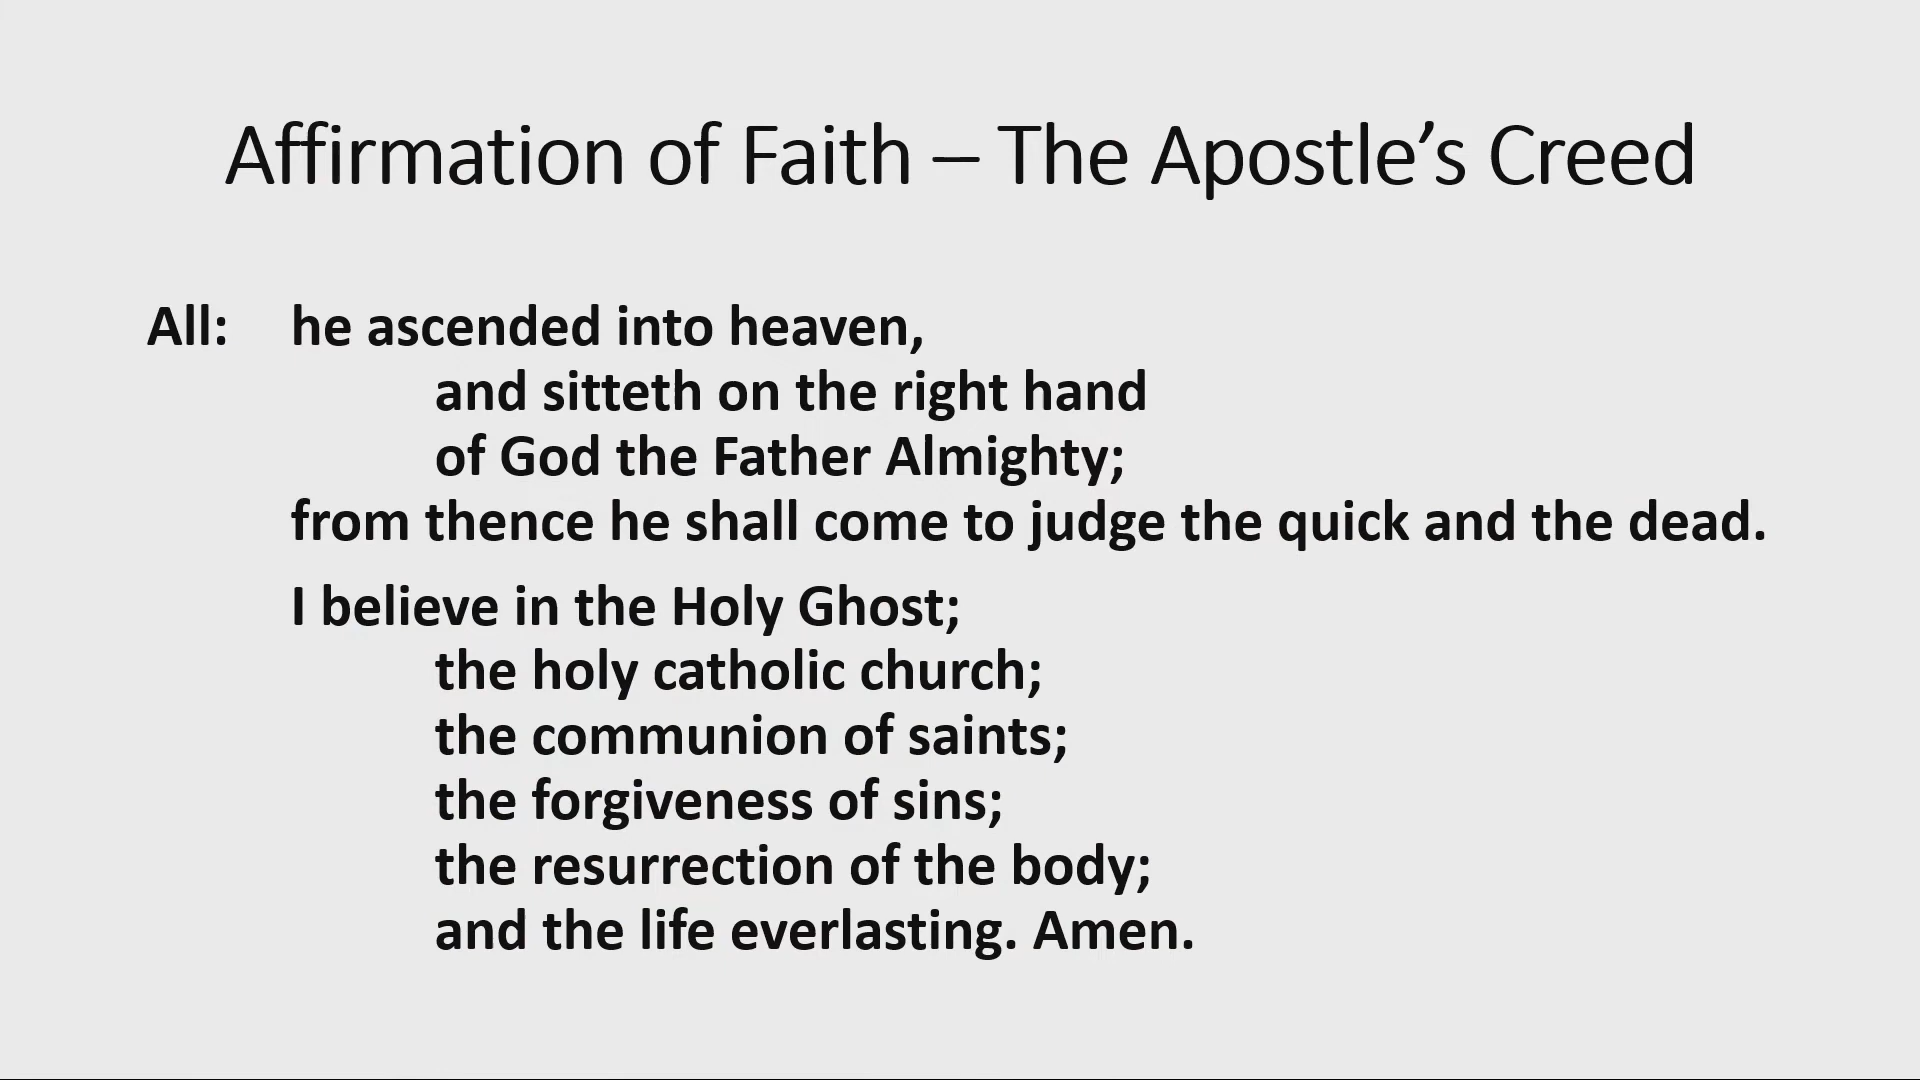 Affirmation of Faith – The Apostle’s Creed
All: he ascended into heaven,
and sitteth on the right hand
of God the Father Almighty;
from thence he shall come to judge the quick and the dead.
I believe in the Holy Ghost;
the holy catholic church;
the communion of saints;
the forgiveness of sins;
the resurrection of the body;
and the life everlasting. Amen.